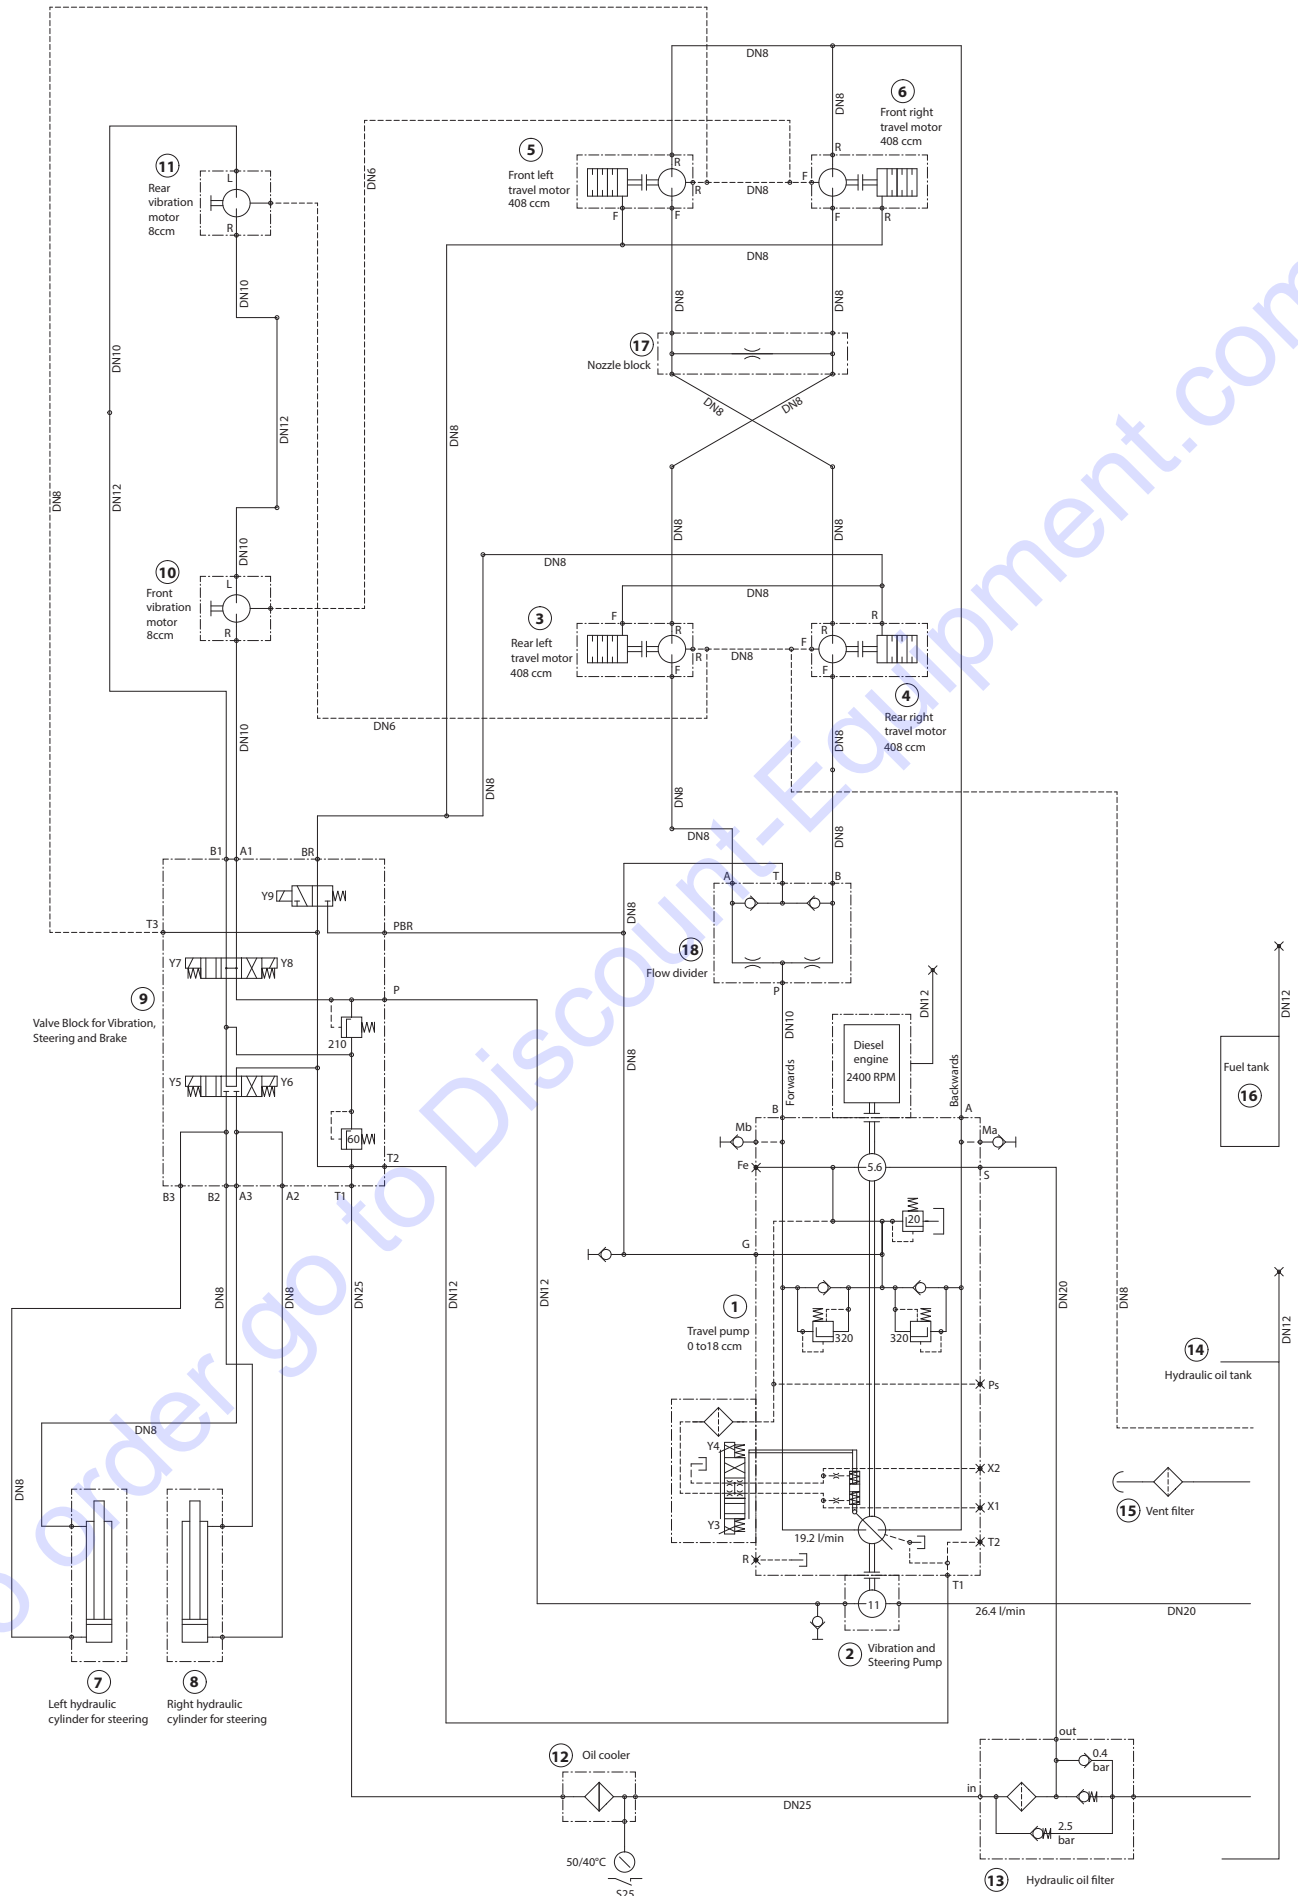 DN8
6
Front right
travel motor
408 ccm
DN8
R
5
Front left
travel motor
408 ccm
R
R
DN8
F
F
F
F
R
DN8
11
Rear
vibration
motor
8ccm
L
R
DN6
DN10
DN8
DN8
17
Nozzle block
DN8
DN8
DN10
DN12
DN8
DN12
DN8
DN8
DN8
DN10
10
Front
vibration
motor
8ccm
L
R
DN8
DN8
3
Rear left
travel motor
408 ccm
F
R
R
F
DN8
F
R
F
R
4
Rear right
travel motor
408 ccm
DN6
DN10
DN8
DN8
DN8
DN8
DN8
B1
A1
BR
Y9
T3
PBR
DN8
A
T
B
18
Flow divider
P
Y7
Y8
9
Valve Block for Vibration,
Steering and Brake
P
210
Y5
Y6
60
T2
B3
B2
A3
A2
T1
DN10
Forwards
DN12
Diesel
engine
2400 RPM
Backwards
DN8
B
A
Mb
Ma
Fe
5.6
S
20
G
DN12
Fuel tank
16
DN8
DN8
DN25
DN12
DN12
DN20
DN8
1
Travel pump
0 to18 ccm
320
320
Ps
DN12
14
Hydraulic oil tank
DN8
DN8
Y4
Y3
X2
X1
19.2 l/min
T2
R
T1
15
Vent filter
11
26.4 l/min
DN20
2
Vibration and
Steering Pump
7
Left hydraulic
cylinder for steering
8
Right hydraulic
cylinder for steering
12
Oil cooler
50/40°C
S25
DN25
out
in
0.4
bar
2.5
bar
13
Hydraulic oil filter
o order go to Discount-Equipment.com